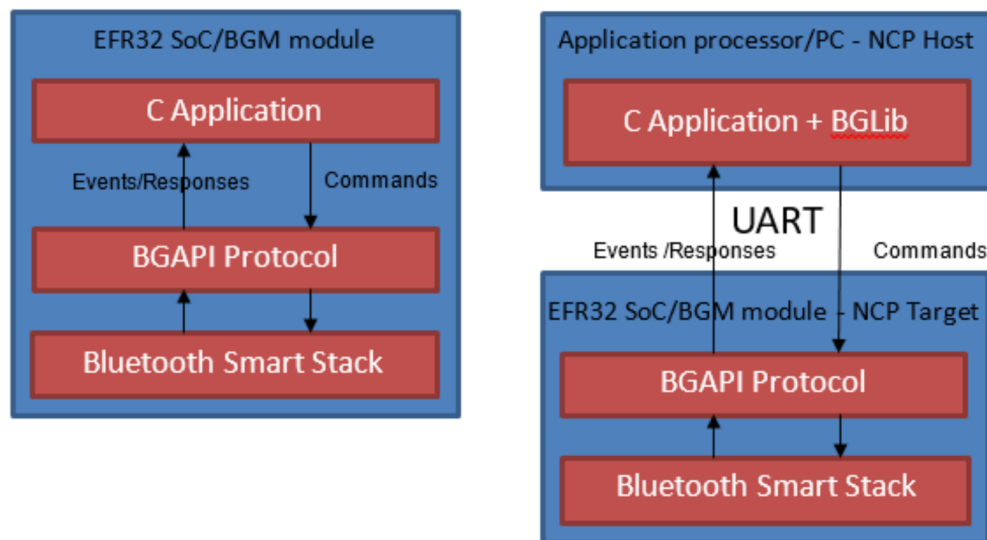 EFR32 SoC/BGM module
C Application
Events/Responses
Commands
BGAPI Protocol
Bluetooth Smart Stack
Application processor/PC - NCP Host
C Application + BGLib
UART
Events /Responses
Commands
EFR32 SoC/BGM module - NCP Target
BGAPI Protocol
Bluetooth Smart Stack